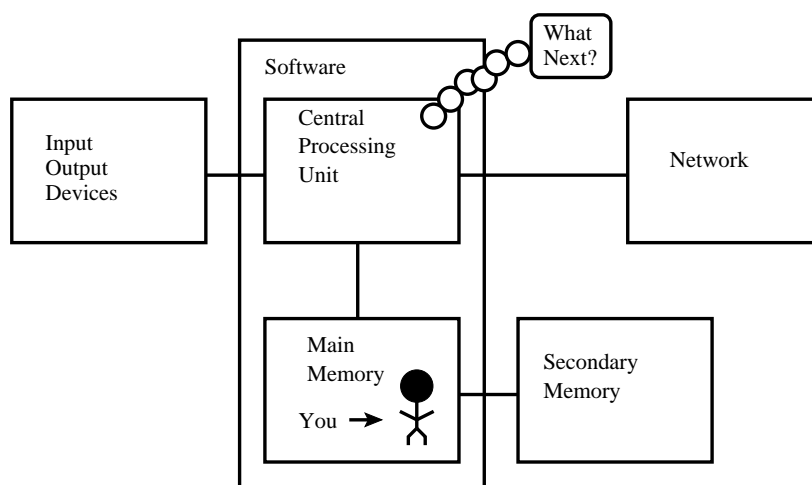 What
Next?
Software
Central
Processing
Unit
Input
Output
Devices
Network
Main
Memory
You
Secondary
Memory